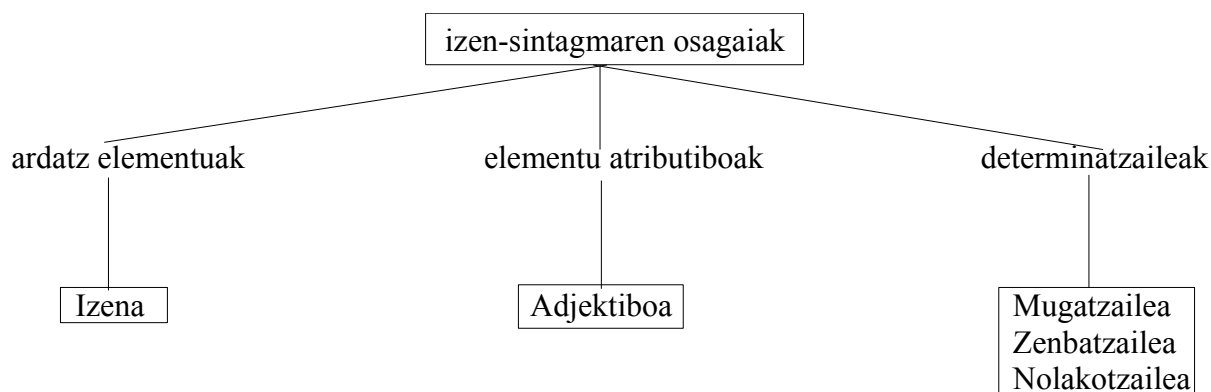 izen-sintagmaren osagaiak
ardatz elementuak
elementu atributiboak
determinatzaileak
Izena
Adjektiboa
Mugatzailea
Zenbatzailea
Nolakotzailea